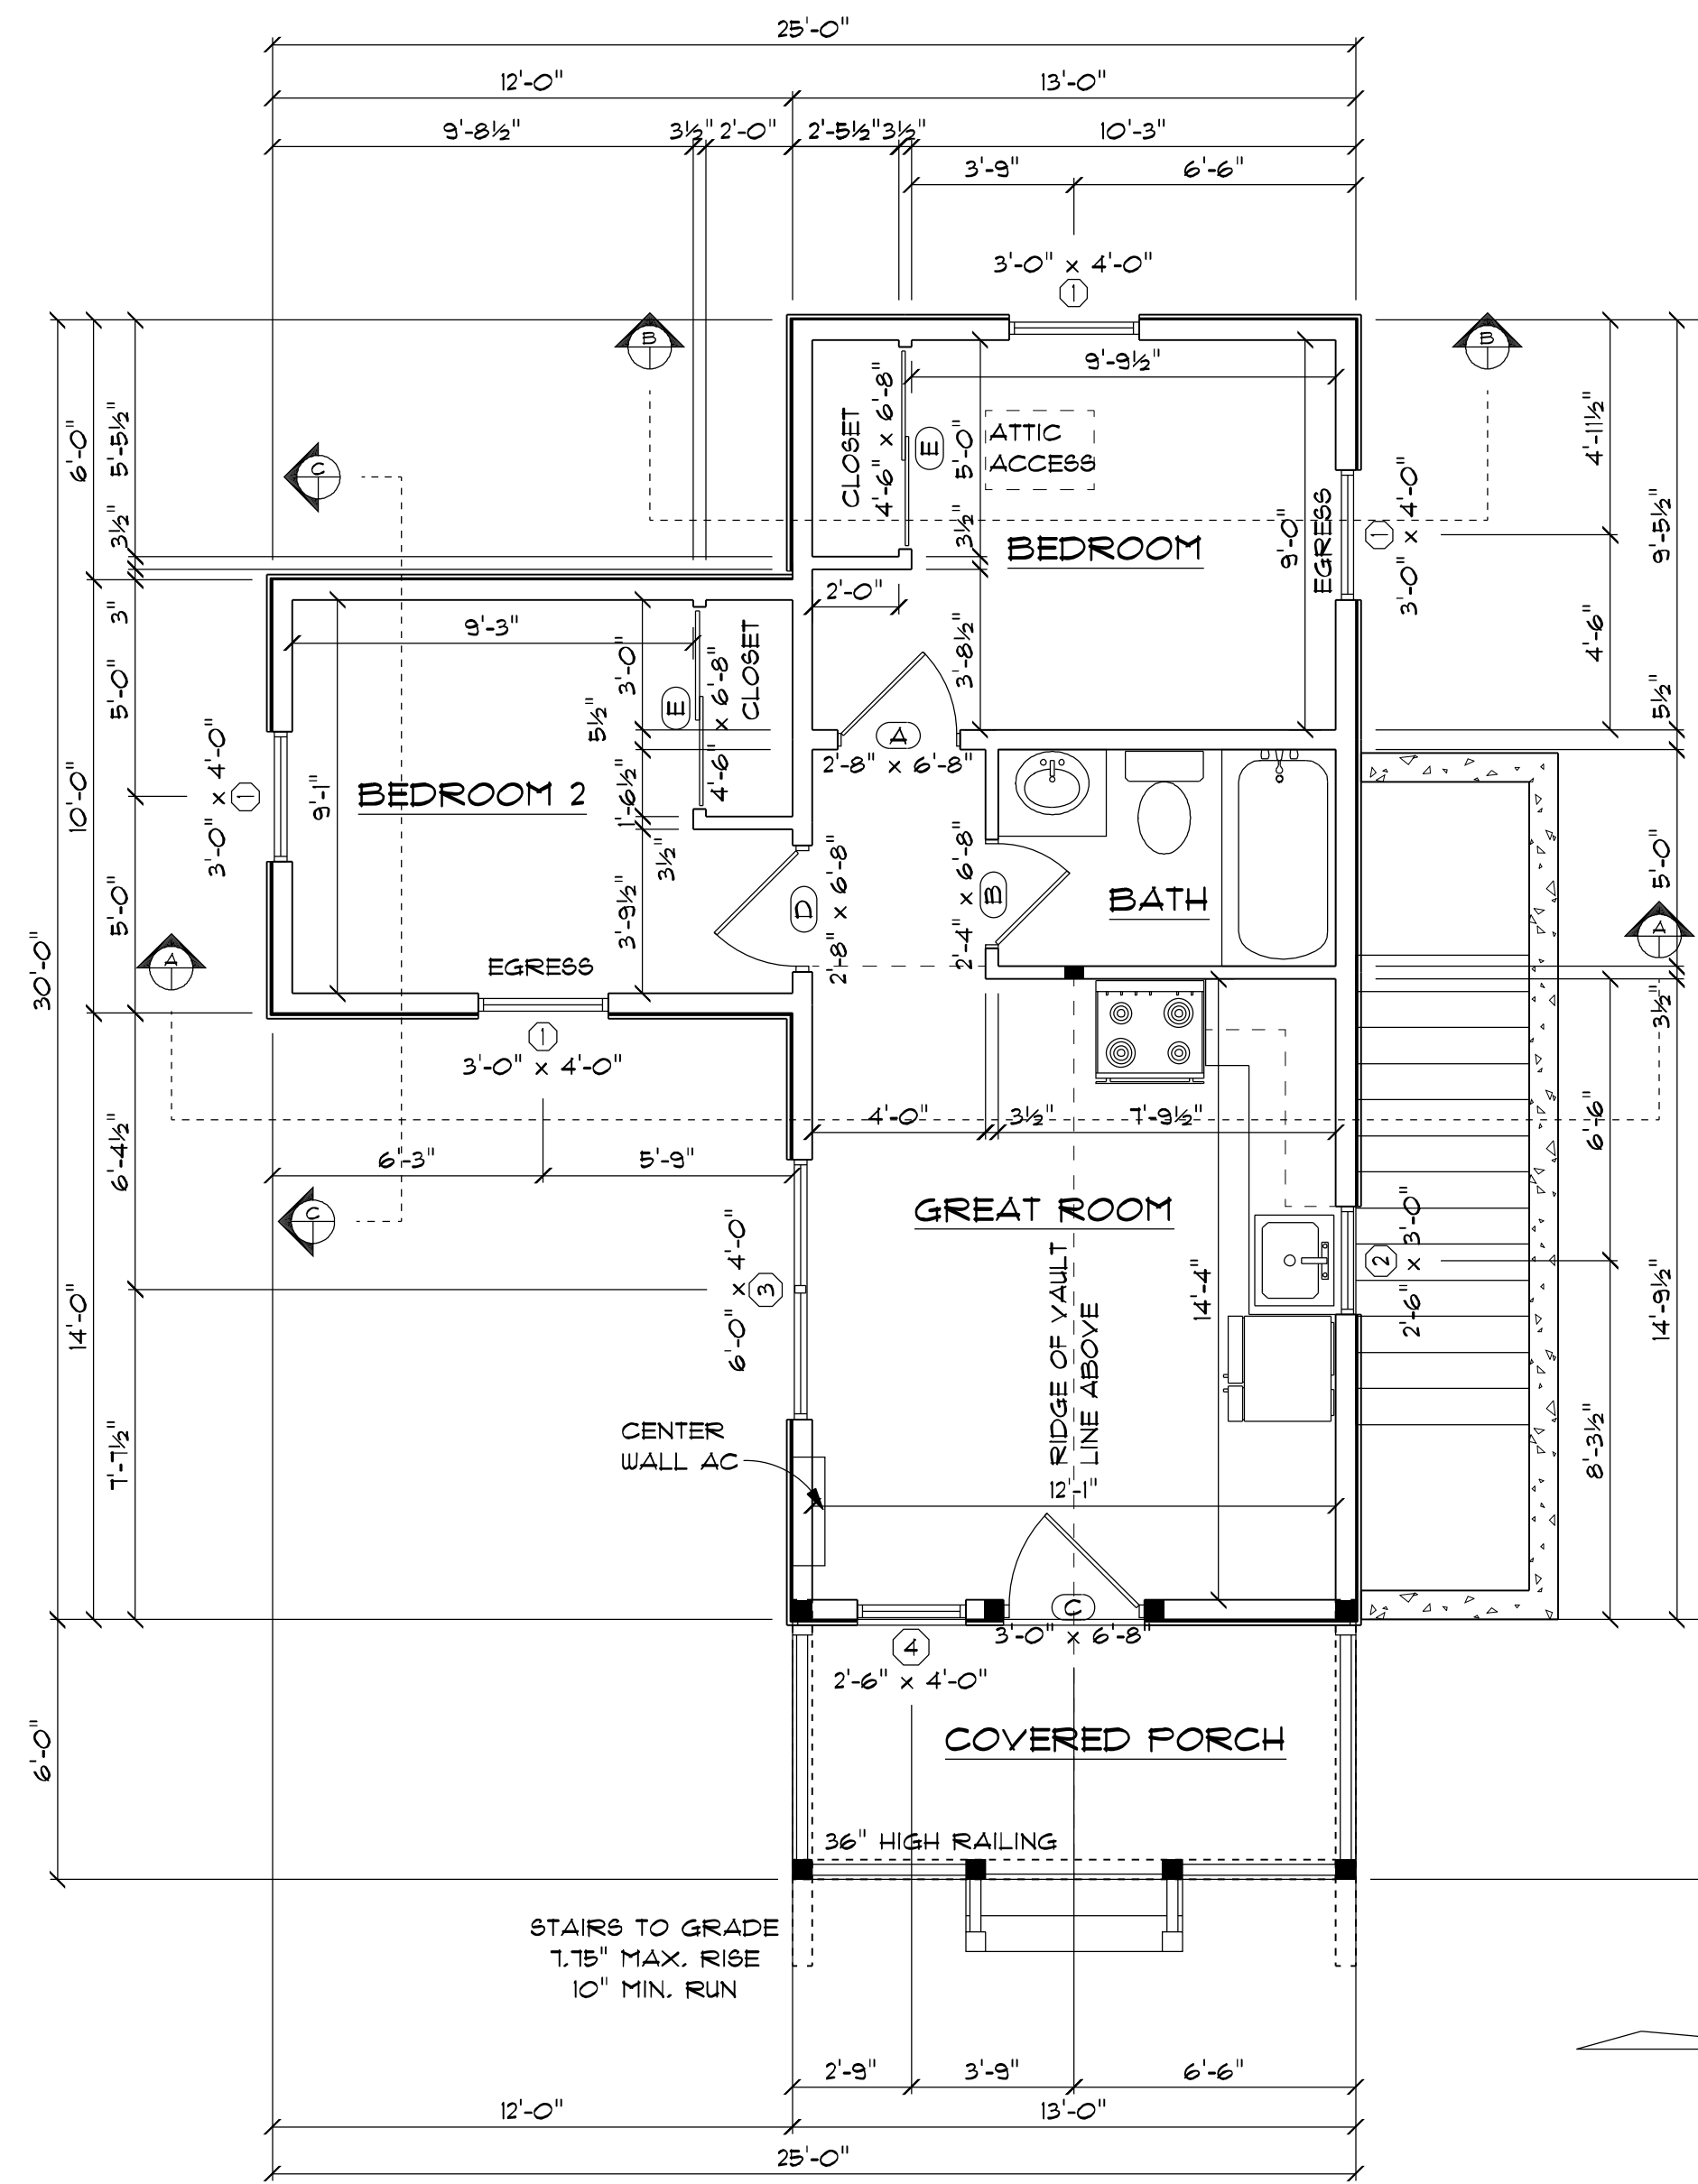 25'-0"
12'-0" 13'-0"
9'-8½" 3½" 2'-0" 2'-5½" 3½" 10'-3"
3'-9" 6'-6"
3'-0" x 4'-0"
1
B
B
6'-0"
5'-5½"
3½"
C
CLOSET
4'-6" x 6'-8"
E
5'-0"
3½"
9'-9½"
ATTIC
ACCESS
BEDROOM
9'-0"
EGRESS
1
3'-0" x 4'-0"
4'-11½"
4'-6"
9'-5½"
5½"
2'-0"
3'-8½"
A
2'-8" x 6'-8"
3"
5'-0"
10'-0"
5'-0"
30'-0"
3'-0" x 4'-0"
1
9'-3"
9'-1"
BEDROOM 2
5½"
3'-0"
1'-6½"
3½"
3'-9½"
E
4'-6" x 6'-8"
CLOSET
D
2'-8" x 6'-8"
B
2'-4" x 6'-8"
BATH
5'-0"
A
A
3½"
EGRESS
1
3'-0" x 4'-0"
4'-0" 3½" 7'-9½"
6'-3" 5'-9"
6'-4½"
C
14'-0"
7'-7½"
6'-0" x 4'-0"
3
GREAT ROOM
RIDGE OF VAULT
LINE ABOVE
14'-4"
2
2'-6" x 3'-0"
6'-6"
8'-3½"
14'-9½"
CENTER
WALL AC
12'-1"
C
3'-0" x 6'-8"
4
2'-6" x 4'-0"
6'-0"
COVERED PORCH
36" HIGH RAILING
STAIRS TO GRADE
7.75" MAX. RISE
10" MIN. RUN
2'-9" 3'-9" 6'-6"
12'-0" 13'-0"
25'-0"